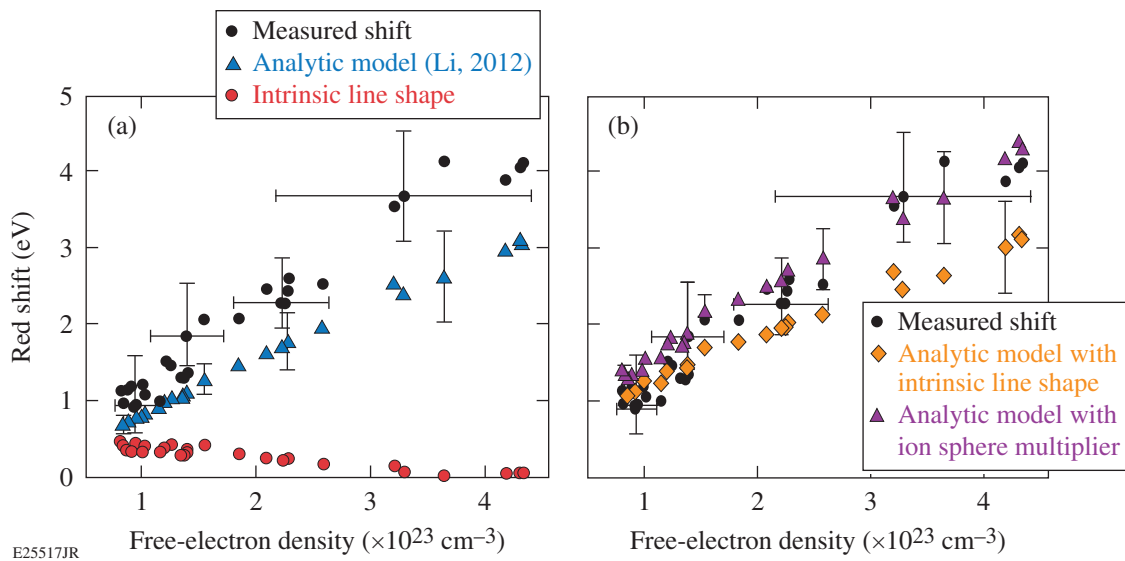 Measured shift
Analytic model (Li, 2012)
Intrinsic line shape
5
4
3
2
1
0
Red shift (eV)
(a)
1
2
3
4
Free-electron density (×10²³ cm⁻³)
(b)
Measured shift
Analytic model with
intrinsic line shape
Analytic model with
ion sphere multiplier
1
2
3
4
Free-electron density (×10²³ cm⁻³)
E25517JR